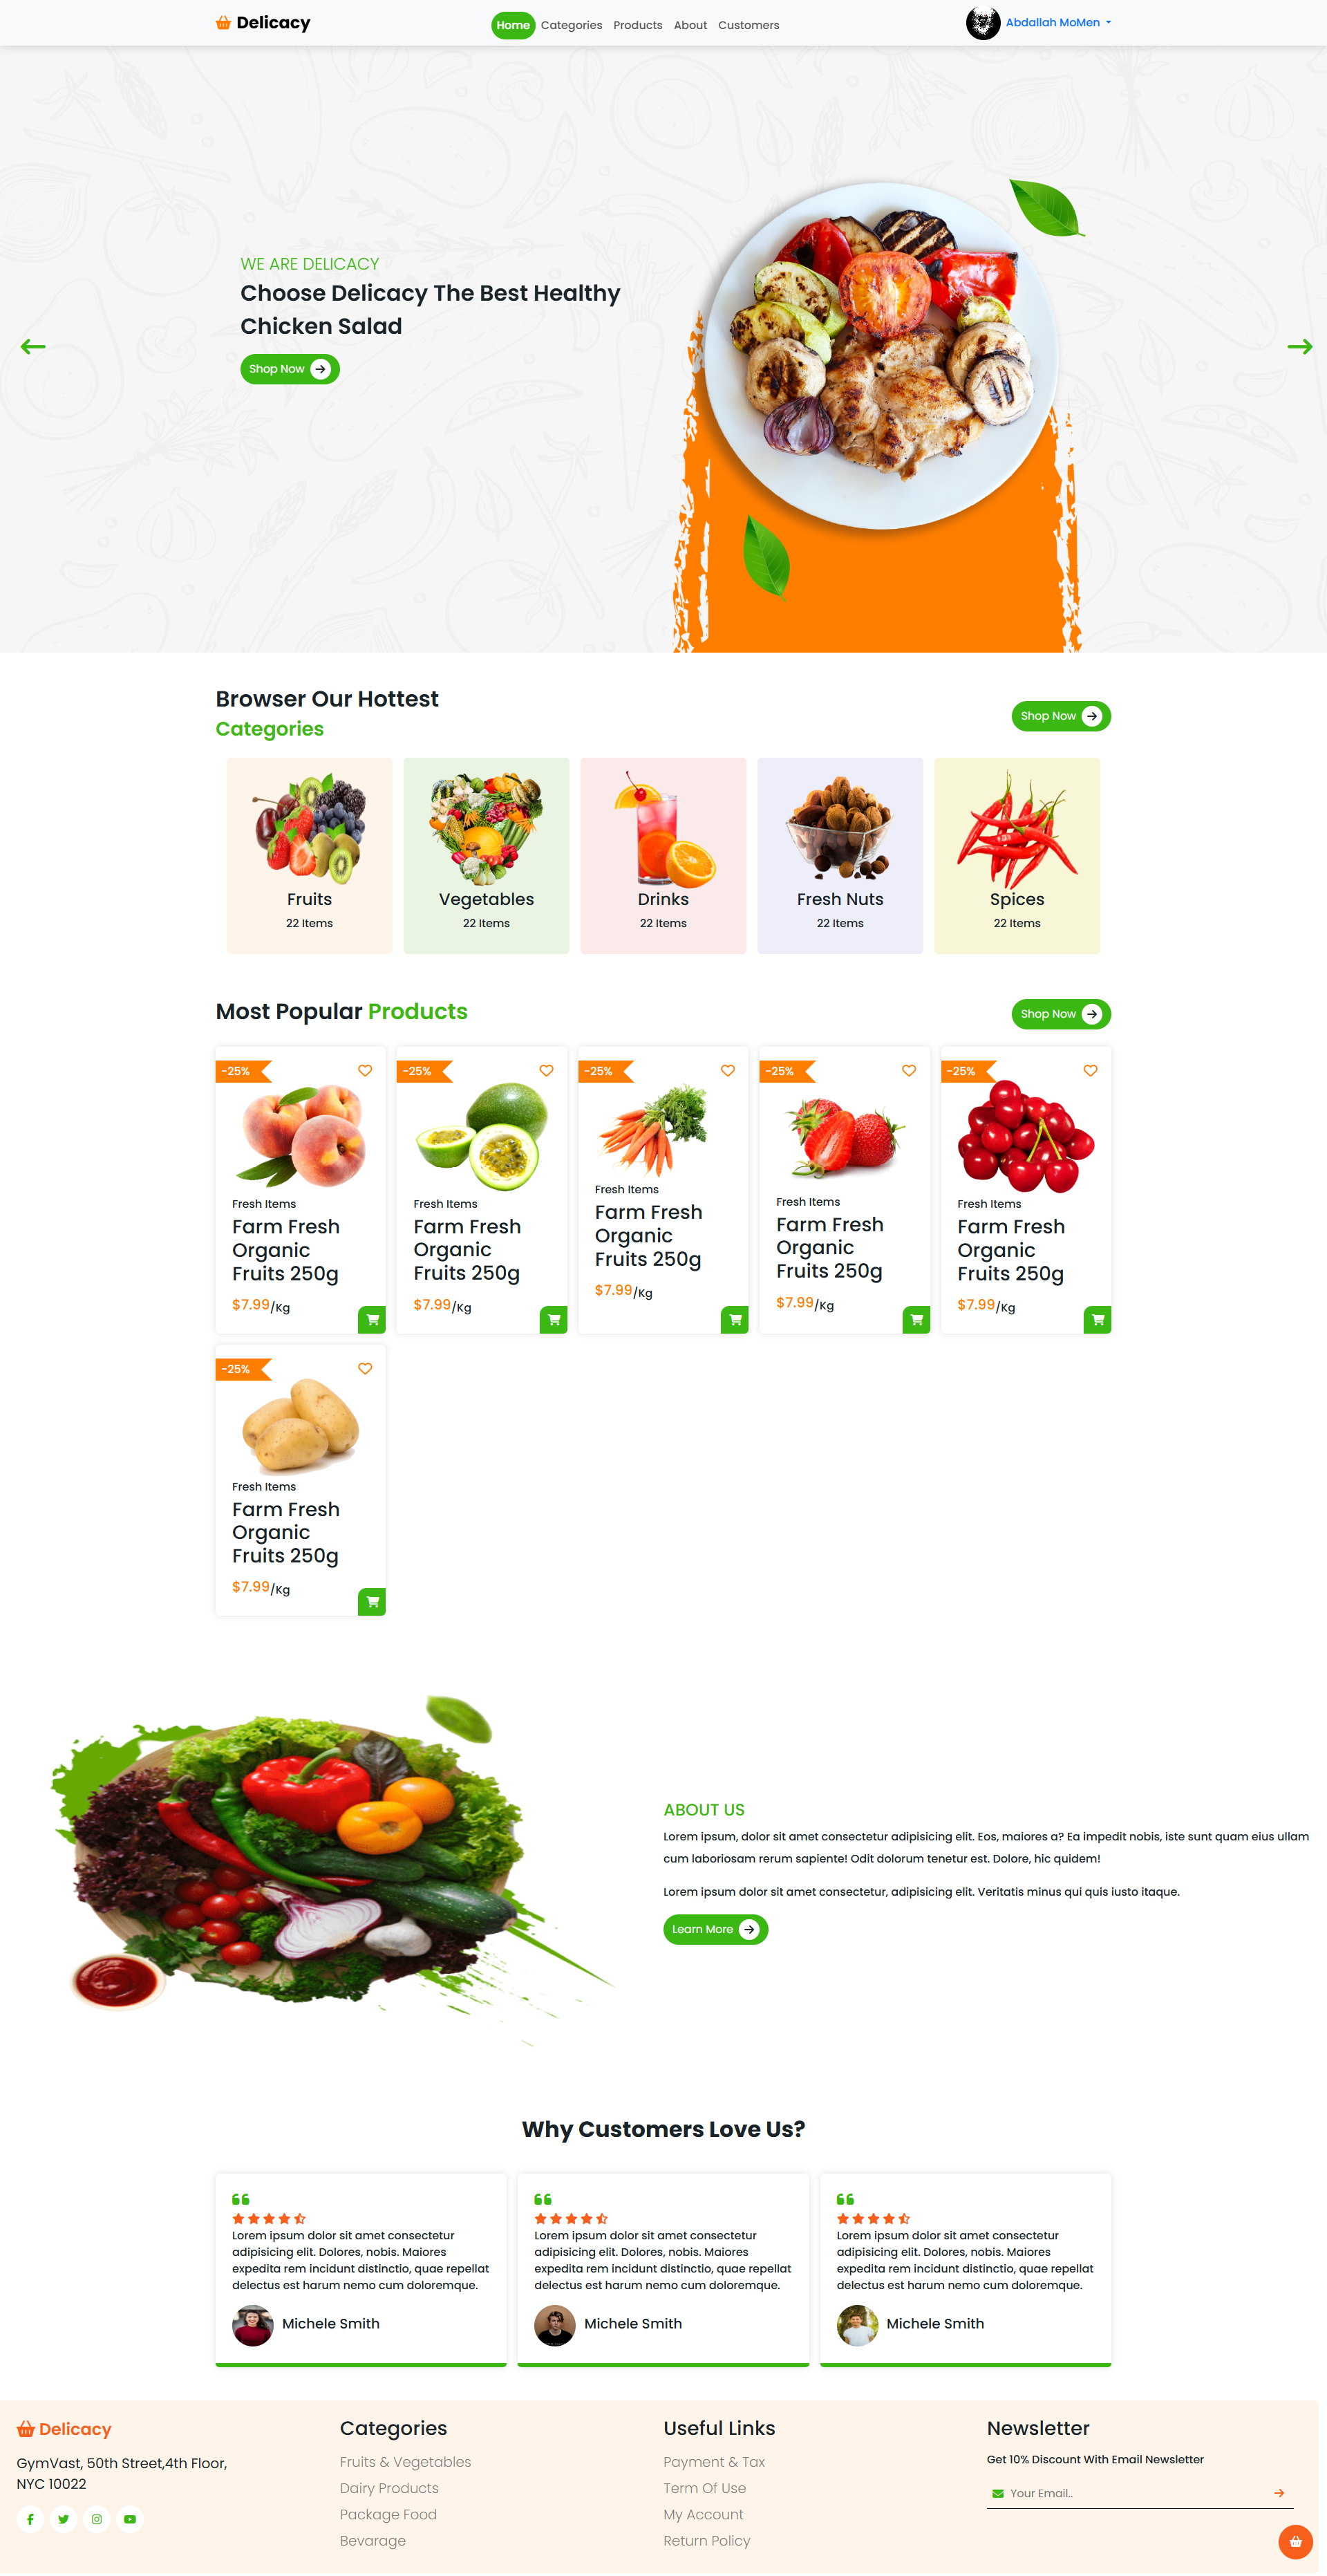 Delicacy
Home Categories Products About Customers
Abdallah MoMen
WE ARE DELICACY
Choose Delicacy The Best Healthy
Chicken Salad
Shop Now
Browser Our Hottest
Categories
Shop Now
Fruits
22 Items
Vegetables
22 Items
Drinks
22 Items
Fresh Nuts
22 Items
Spices
22 Items
Most Popular Products
Shop Now
-25%
Fresh Items
Farm Fresh
Organic
Fruits 250g
$7.99/Kg
-25%
Fresh Items
Farm Fresh
Organic
Fruits 250g
$7.99/Kg
-25%
Fresh Items
Farm Fresh
Organic
Fruits 250g
$7.99/Kg
-25%
Fresh Items
Farm Fresh
Organic
Fruits 250g
$7.99/Kg
-25%
Fresh Items
Farm Fresh
Organic
Fruits 250g
$7.99/Kg
-25%
Fresh Items
Farm Fresh
Organic
Fruits 250g
$7.99/Kg
ABOUT US
Lorem ipsum, dolor sit amet consectetur adipisicing elit. Eos, maiores a? Ea impedit nobis, iste sunt quam eius ullam
cum laboriosam rerum sapiente! Odit dolorum tenetur est. Dolore, hic quidem!
Lorem ipsum dolor sit amet consectetur, adipisicing elit. Veritatis minus qui quis iusto itaque.
Learn More
Why Customers Love Us?
Lorem ipsum dolor sit amet consectetur
adipisicing elit. Dolores, nobis. Maiores
expedita rem incidunt distinctio, quae repellat
delectus est harum nemo cum doloremque.
Michele Smith
Lorem ipsum dolor sit amet consectetur
adipisicing elit. Dolores, nobis. Maiores
expedita rem incidunt distinctio, quae repellat
delectus est harum nemo cum doloremque.
Michele Smith
Lorem ipsum dolor sit amet consectetur
adipisicing elit. Dolores, nobis. Maiores
expedita rem incidunt distinctio, quae repellat
delectus est harum nemo cum doloremque.
Michele Smith
Delicacy
GymVast, 50th Street,4th Floor,
NYC 10022
Categories
Fruits & Vegetables
Dairy Products
Package Food
Bevarage
Useful Links
Payment & Tax
Term Of Use
My Account
Return Policy
Newsletter
Get 10% Discount With Email Newsletter
Your Email..